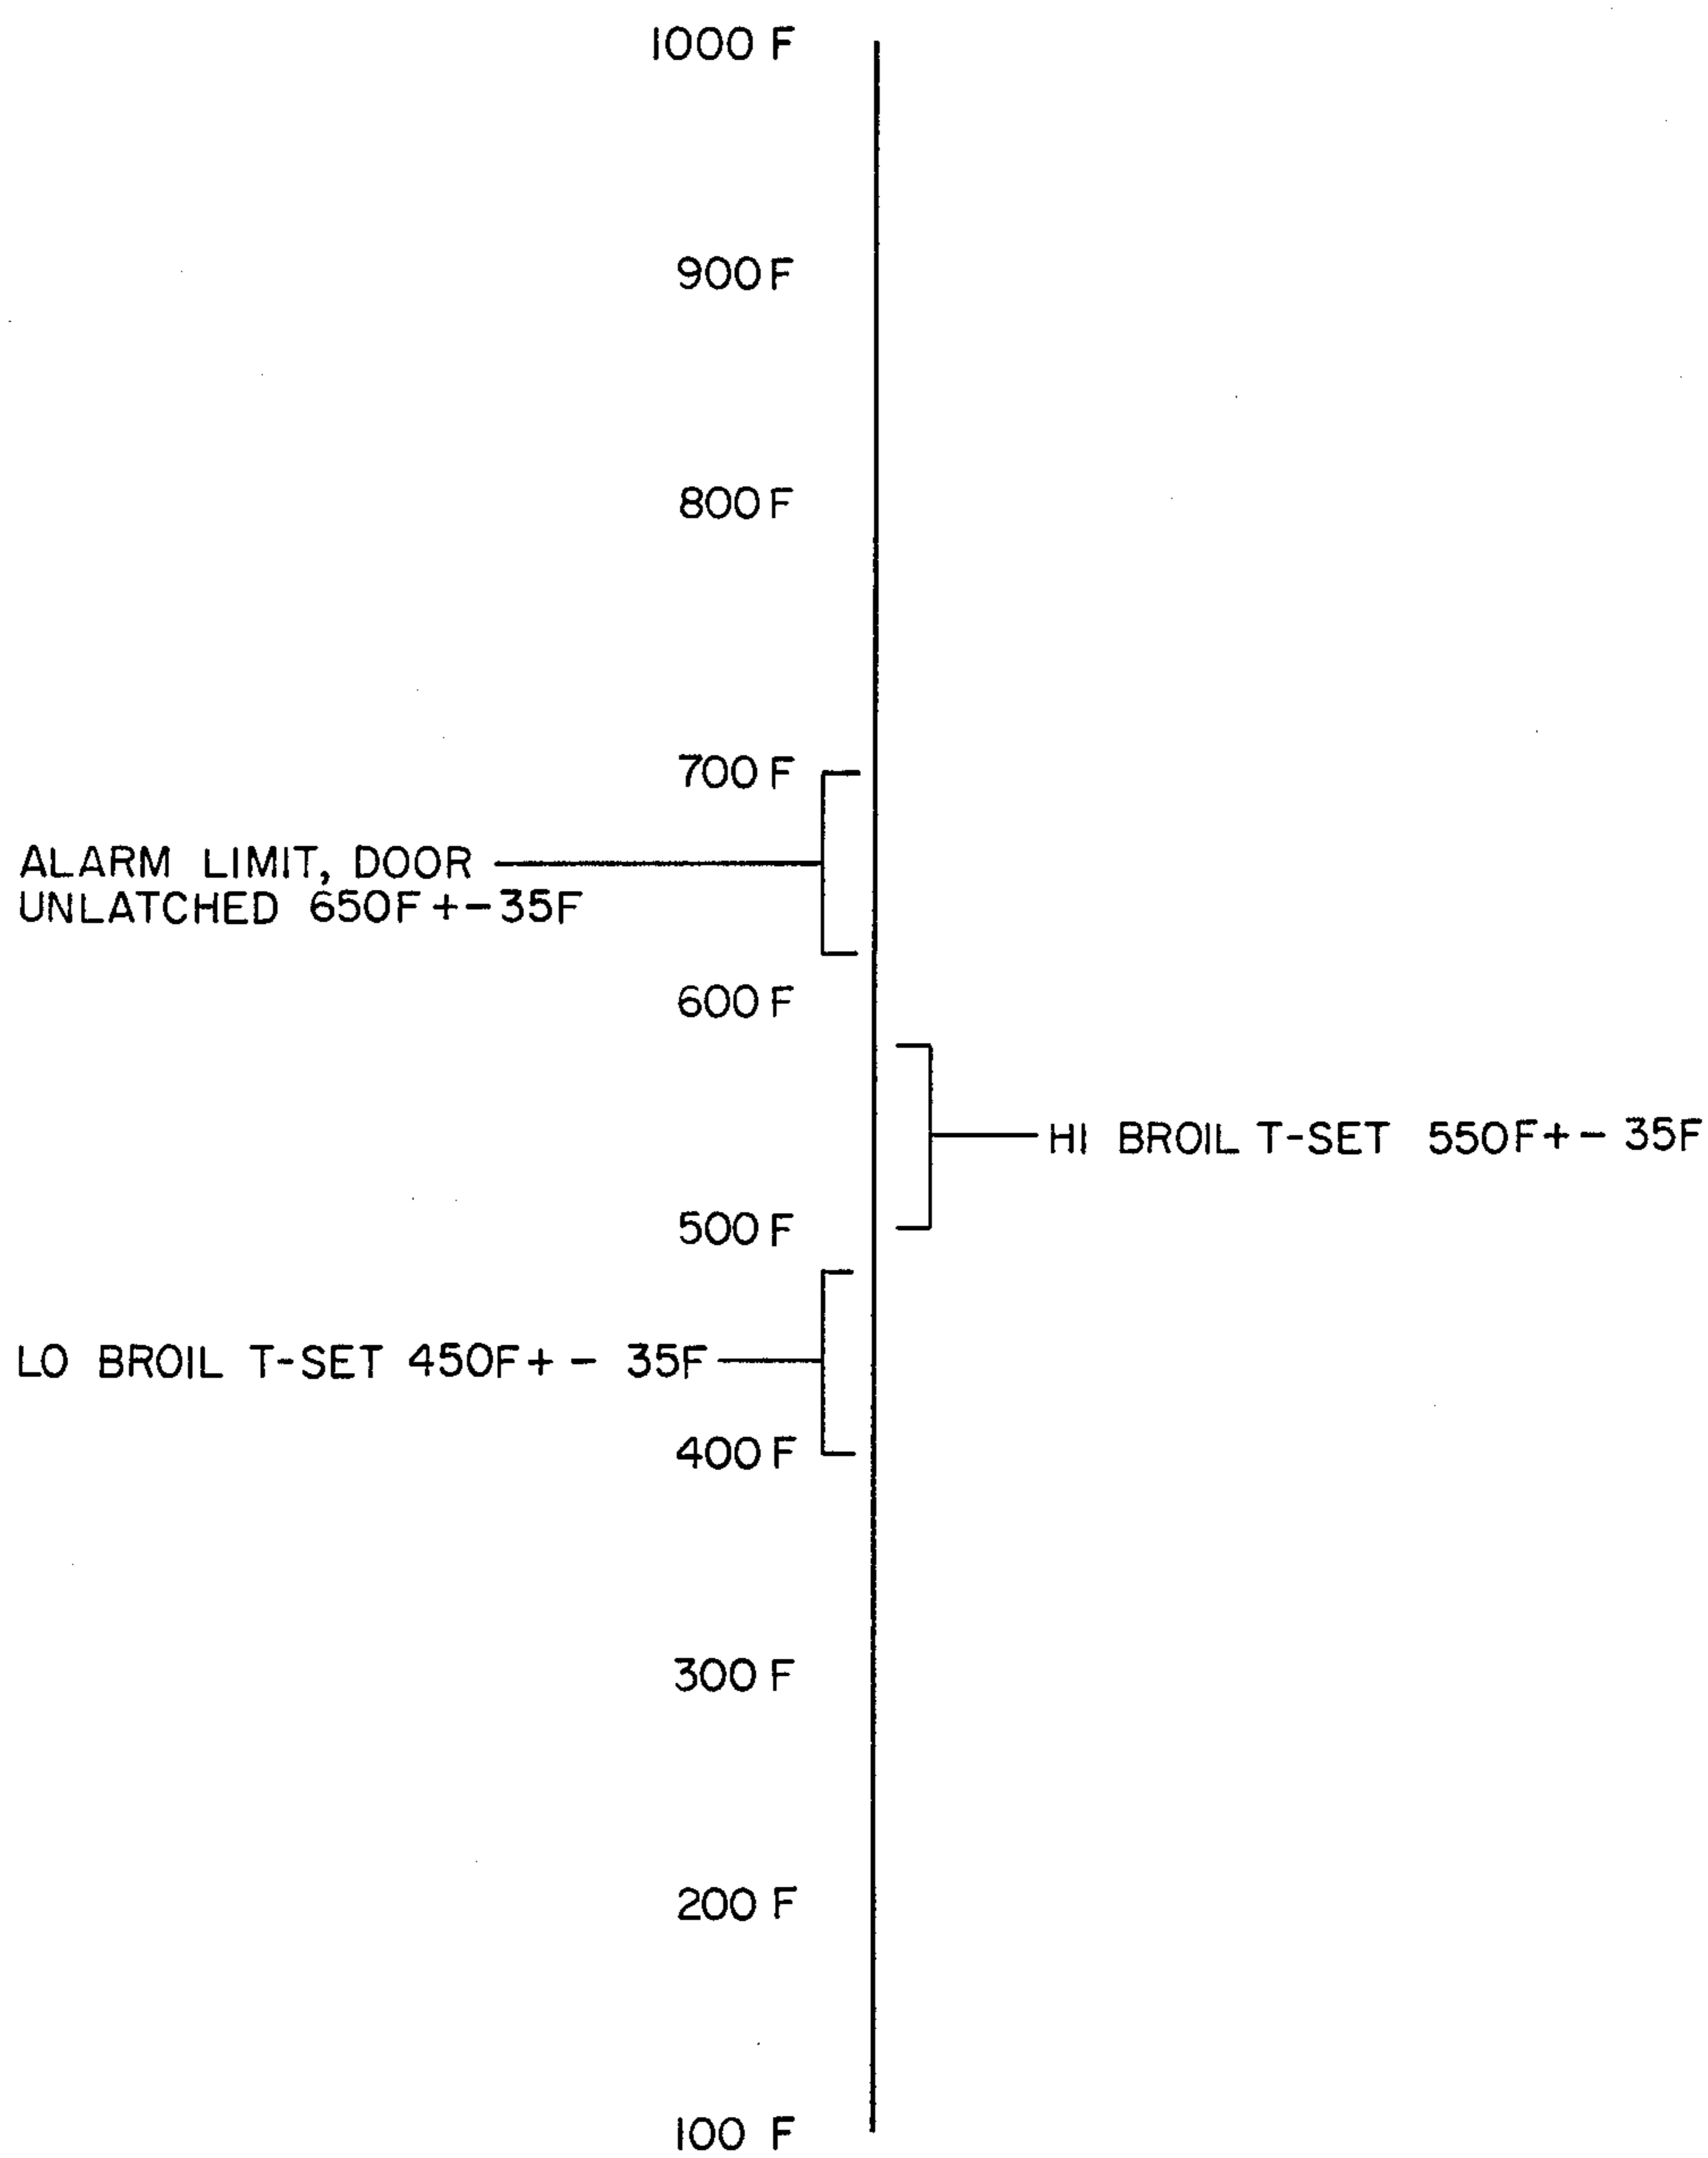 1000 F
900 F
800 F
700 F
ALARM LIMIT, DOOR
UNLATCHED 650F +-35F
600 F
HI BROIL T-SET 550F+- 35F
500 F
LO BROIL T-SET 450F+- 35F
400 F
300 F
200 F
100 F